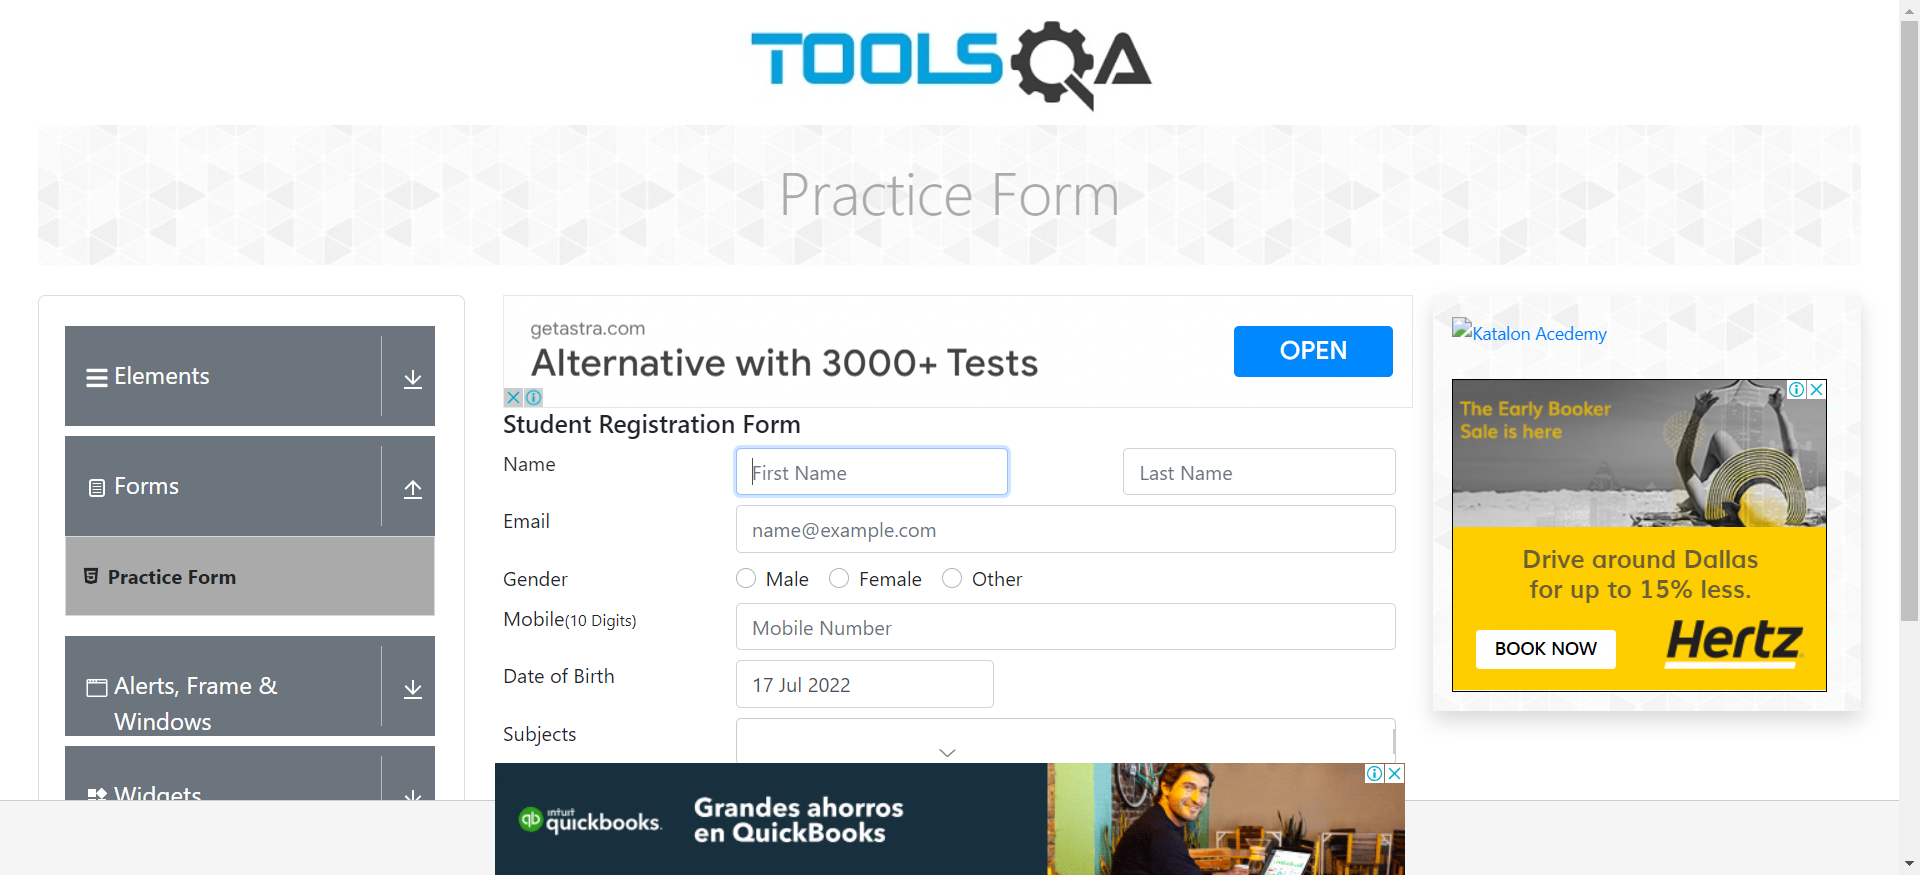 TOOLSQA
Practice Form
Elements
Forms
Practice Form
Alerts, Frame &
Windows
Widgets
getastra.com
Alternative with 3000+ Tests
OPEN
Student Registration Form
Name
First Name
Last Name
Email
name@example.com
Gender
Male
Female
Other
Mobile(10 Digits)
Mobile Number
Date of Birth
17 Jul 2022
Subjects
Katalon Acedemy
The Early Booker
Sale is here
Drive around Dallas
for up to 15% less.
BOOK NOW
Hertz
qb
intuit
quickbooks.
Grandes ahorros
en QuickBooks